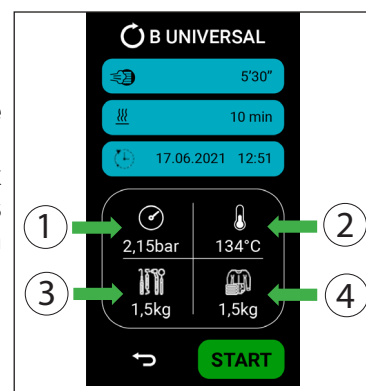 B UNIVERSAL
5’30”
10 min
17.06.2021 12:51
1
2
2,15bar
134°C
3
4
1,5kg
1,5kg
START